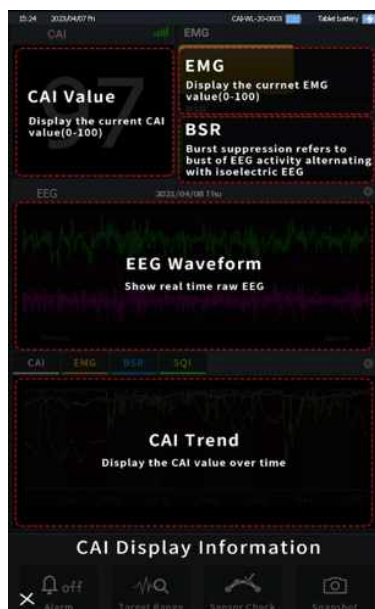 15:24 2023/04/07 Fri CAI-WL-20-0003 Tablet battery
CAI EMG
97
CAI Value
Display the current CAI
value(0-100)
EMG
Display the currnet EMG
value(0-100)
BSR
Burst suppression refers to
bust of EEG activity alternating
with isoelectric EEG
EEG 2021/04/08 Thu
EEG Waveform
Show real time raw EEG
CAI EMG BSR SQI
CAI Trend
Display the CAI value over time
CAI Display Information
off
Alarm Target Range Sensor Check Snapshot